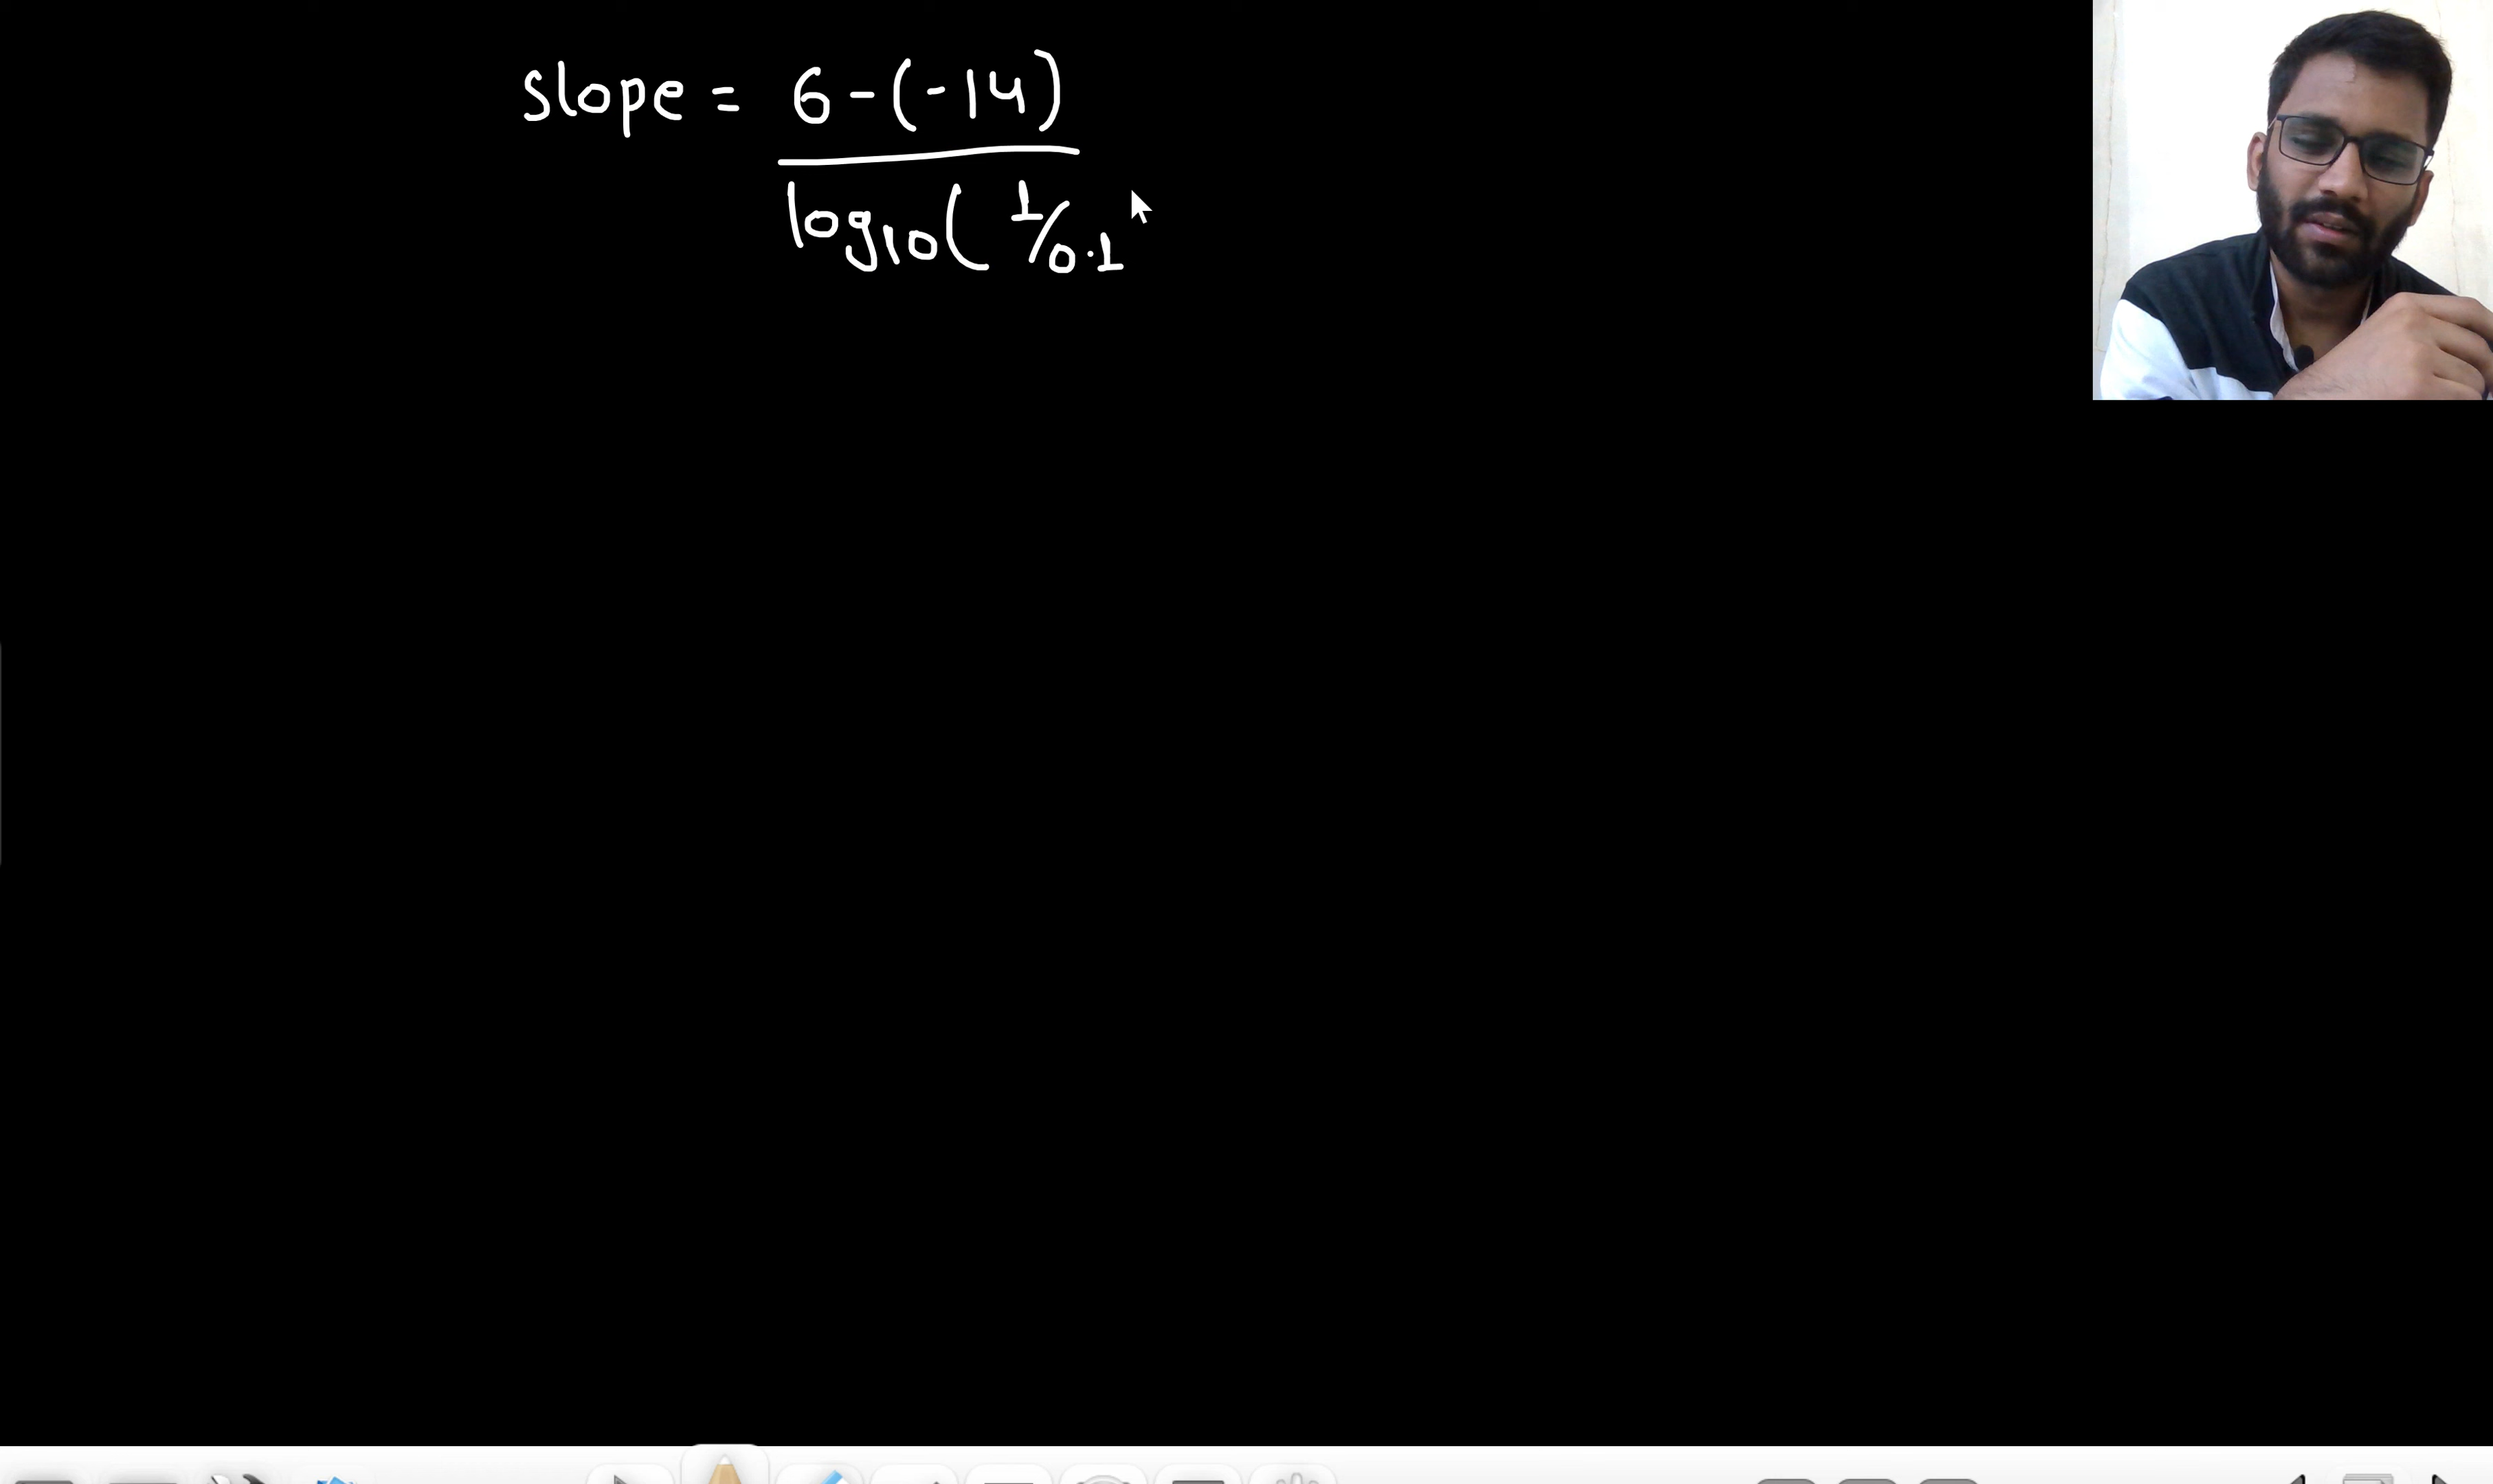 slope = 6-(-14)
log10( 1/0.1